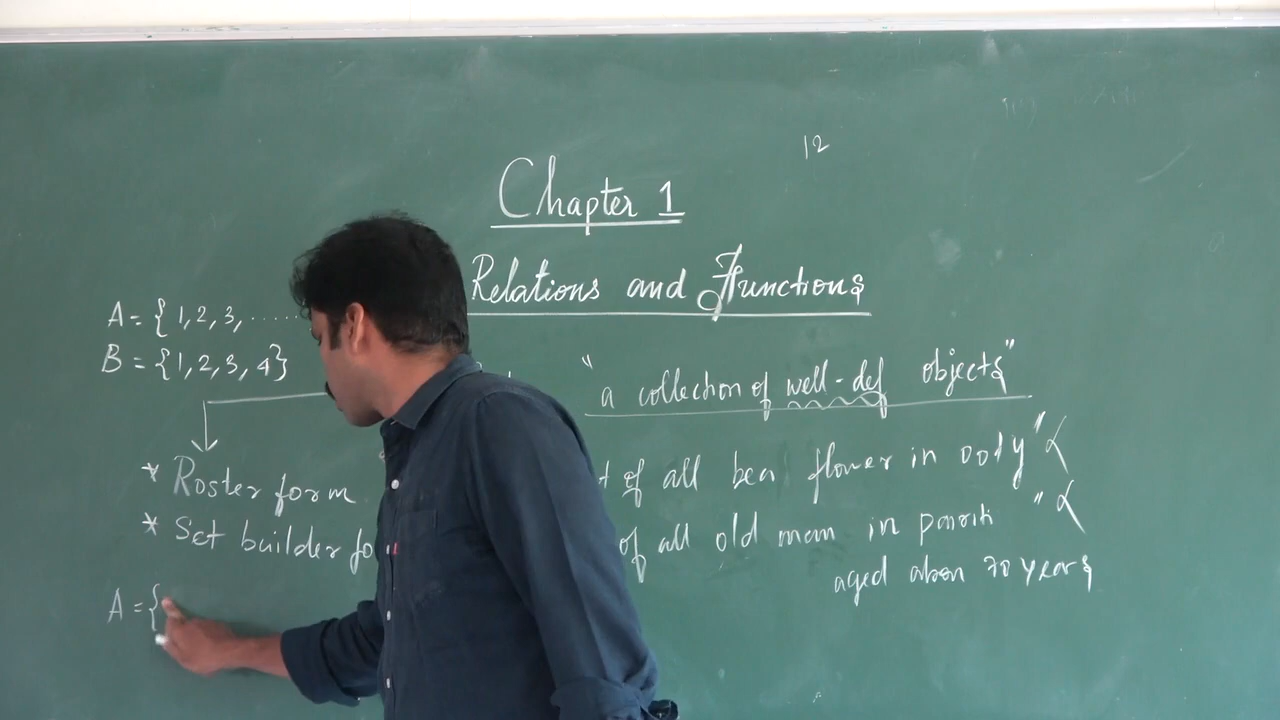 12
Chapter 1
Relations and Functions
A = { 1, 2, 3, ......
B = {1, 2, 3, 4}
"a collection of well-def objects"
* Roster form
of all bea flower in ooty"
* Set builder fo
of all old man in
"
aged above 70 years
A = {